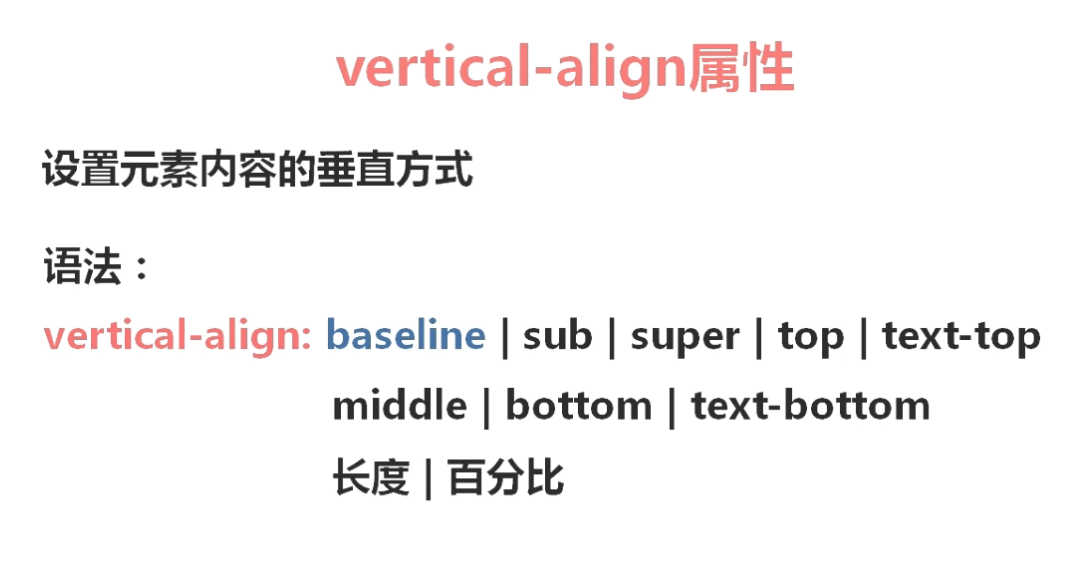 vertical-align属性
设置元素内容的垂直方式
语法：
vertical-align: baseline | sub | super | top | text-top
middle | bottom | text-bottom
长度 | 百分比